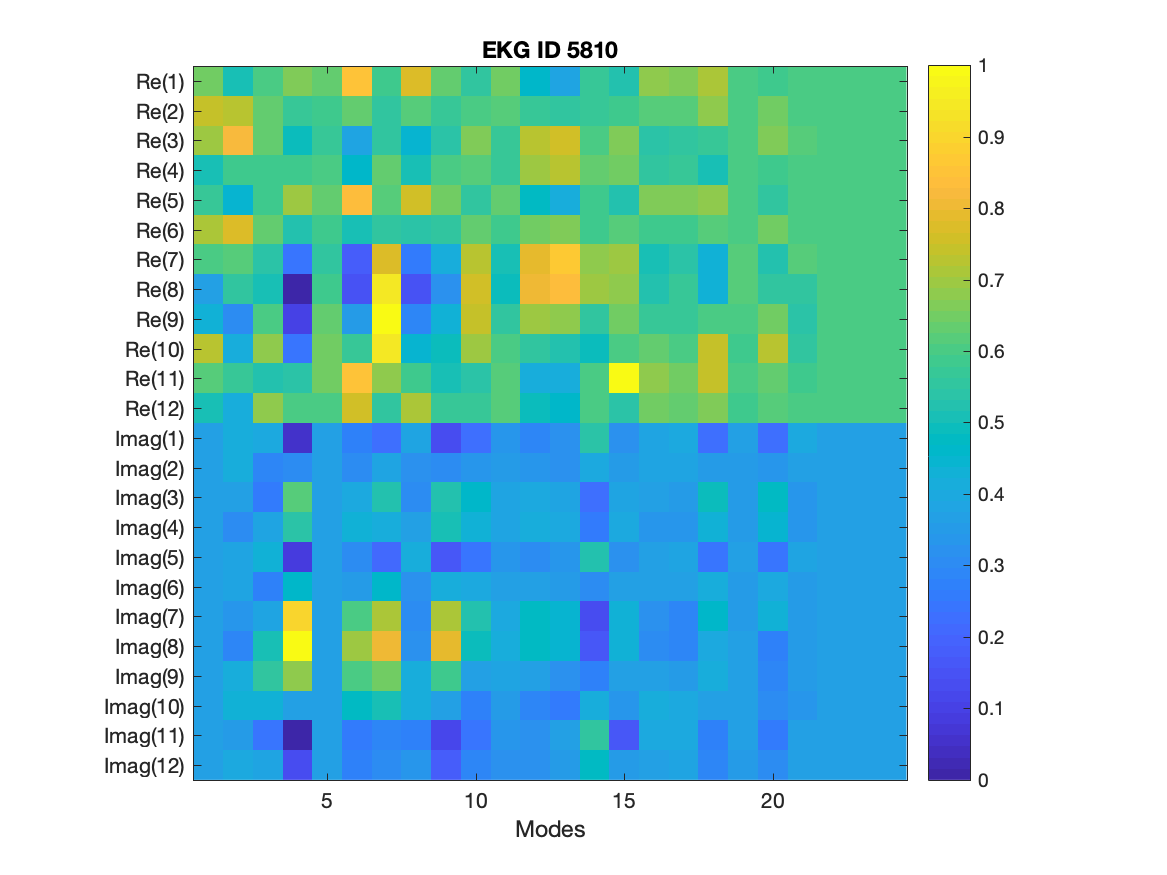 EKG ID 5810
Re(1)
Re(2)
Re(3)
Re(4)
Re(5)
Re(6)
Re(7)
Re(8)
Re(9)
Re(10)
Re(11)
Re(12)
Imag(1)
Imag(2)
Imag(3)
Imag(4)
Imag(5)
Imag(6)
Imag(7)
Imag(8)
Imag(9)
Imag(10)
Imag(11)
Imag(12)
5 10 15 20
Modes
1
0.9
0.8
0.7
0.6
0.5
0.4
0.3
0.2
0.1
0